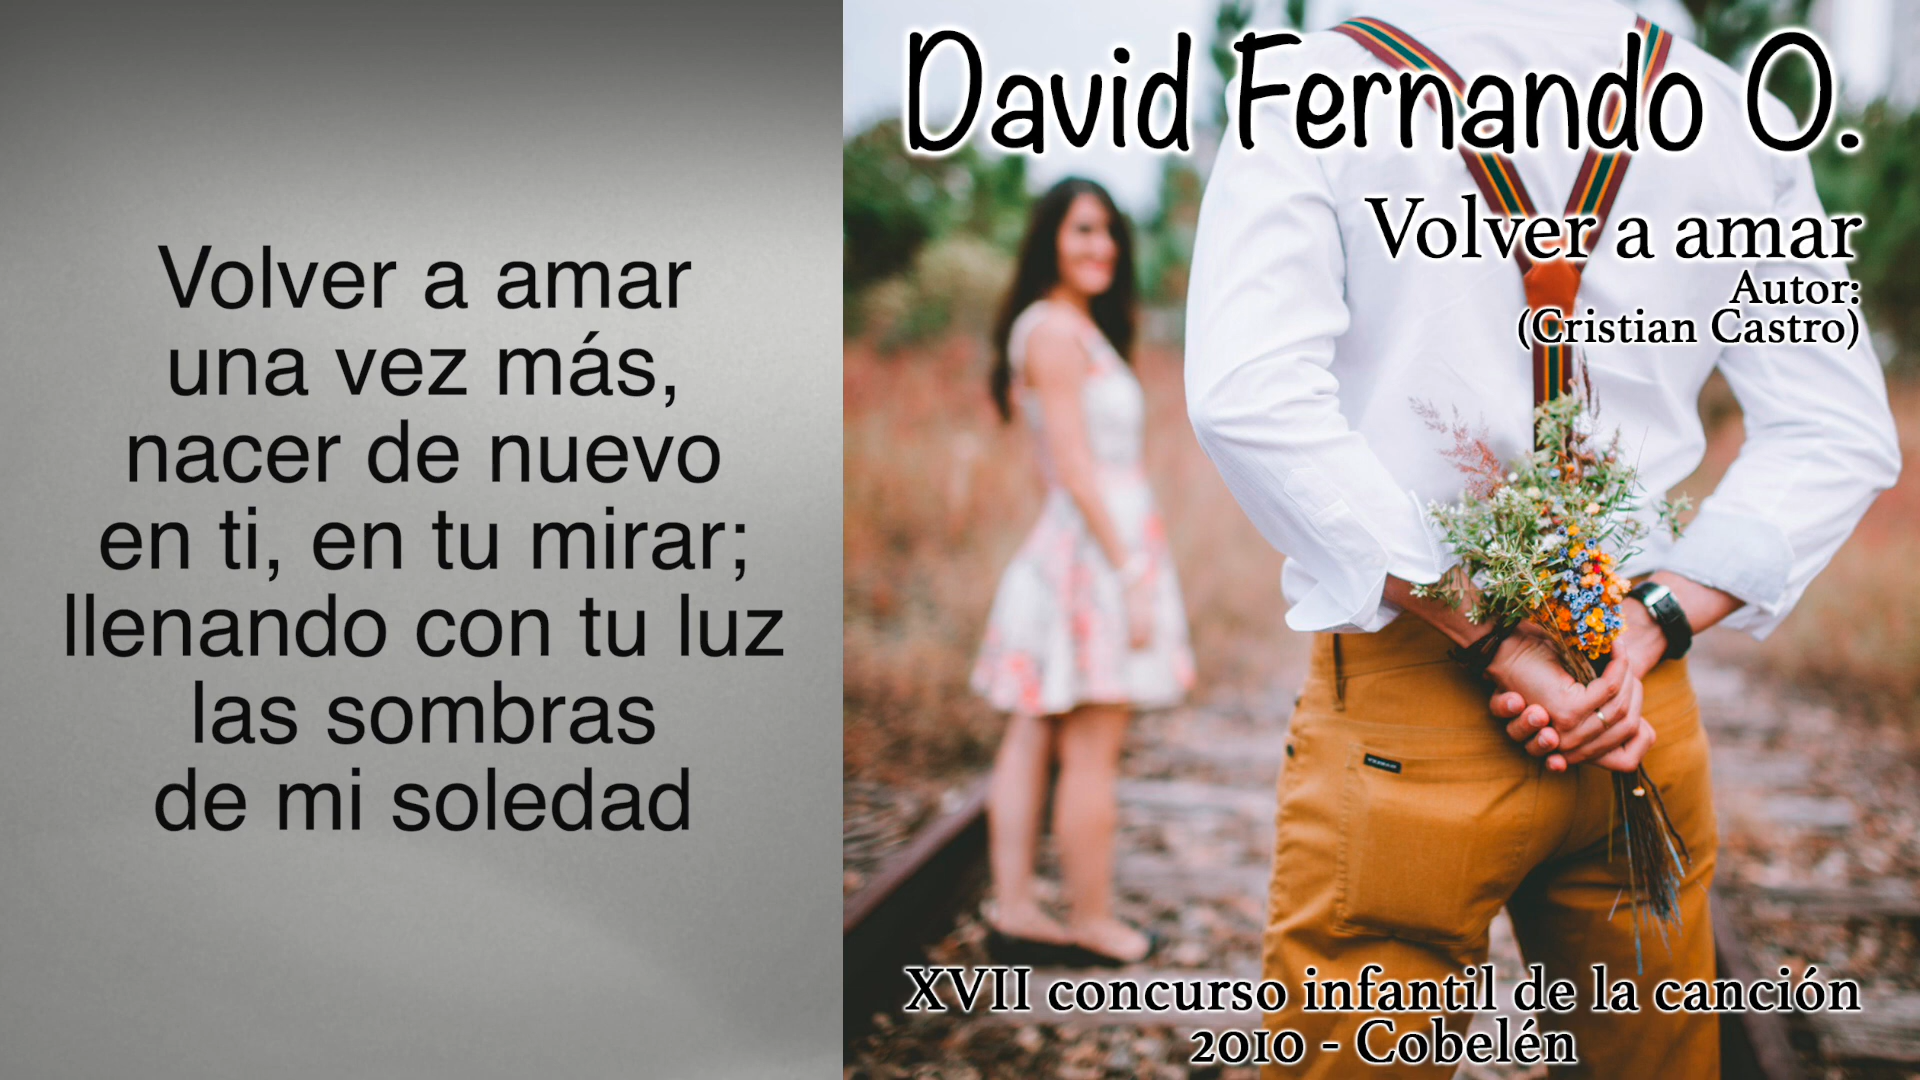 Volver a amar
una vez más,
nacer de nuevo
en ti, en tu mirar;
llenando con tu luz
las sombras
de mi soledad
David Fernando O.
Volver a amar
Autor:
(Cristian Castro)
XVII concurso infantil de la canción
2010 - Cobelén